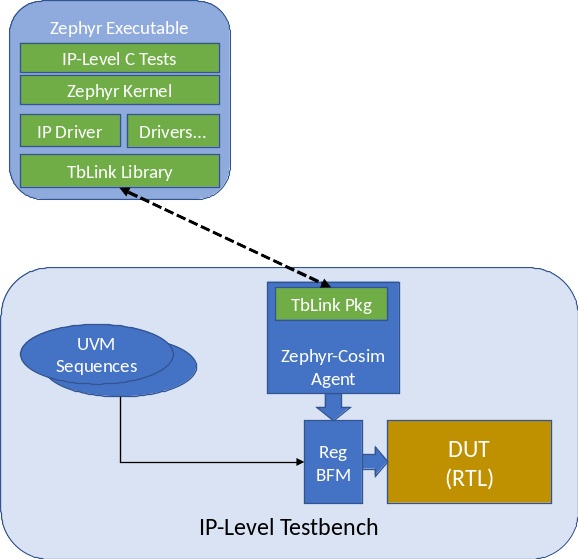 Zephyr Executable
IP-Level C Tests
Zephyr Kernel
IP Driver
Drivers...
TbLink Library
TbLink Pkg
Zephyr-Cosim
Agent
UVM
Sequences
Reg
BFM
DUT
(RTL)
IP-Level Testbench